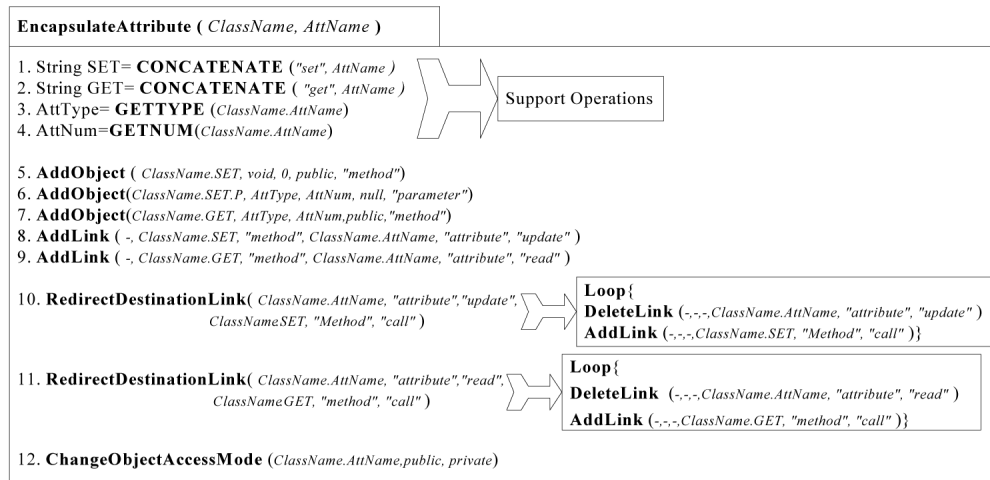 EncapsulateAttribute ( ClassName, AttName )
1. String SET= CONCATENATE ("set", AttName )
2. String GET= CONCATENATE ( "get", AttName )
3. AttType= GETTYPE (ClassName.AttName)
4. AttNum=GETNUM(ClassName.AttName)
Support Operations
5. AddObject ( ClassName.SET, void, 0, public, "method")
6. AddObject(ClassName.SET.P, AttType, AttNum, null, "parameter")
7. AddObject(ClassName.GET, AttType, AttNum,public,"method")
8. AddLink ( -, ClassName.SET, "method", ClassName.AttName, "attribute", "update" )
9. AddLink ( -, ClassName.GET, "method", ClassName.AttName, "attribute", "read" )
10. RedirectDestinationLink( ClassName.AttName, "attribute","update",
ClassNameSET, "Method", "call" )
Loop{
DeleteLink (-,-,-,ClassName.AttName, "attribute", "update" )
AddLink (-,-,-,ClassName.SET, "Method", "call" )}
11. RedirectDestinationLink( ClassName.AttName, "attribute","read",
ClassNameGET, "method", "call" )
Loop{
DeleteLink (-,-,-,ClassName.AttName, "attribute", "read" )
AddLink (-,-,-,ClassName.GET, "method", "call" )}
12. ChangeObjectAccessMode (ClassName.AttName,public, private)